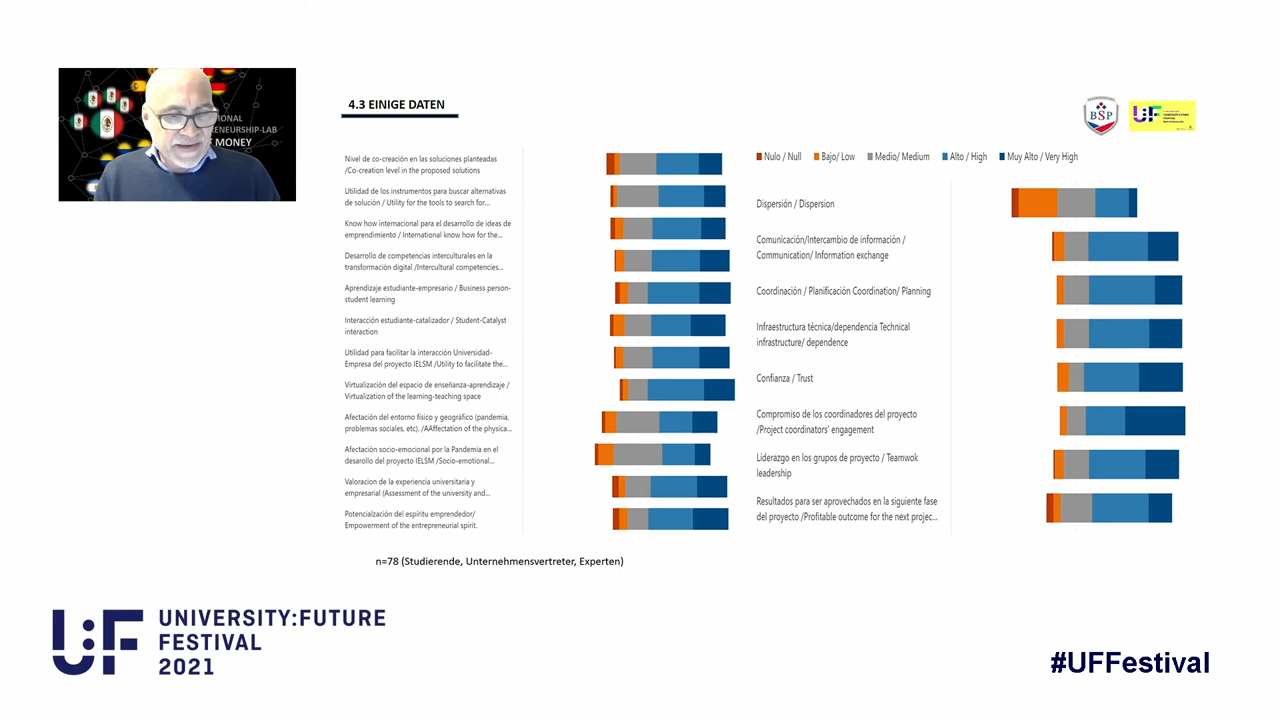 IONAL
RENEURSHIP-LAB
MONEY
4.3 EINIGE DATEN
BSP
U:F
Nivel de co-creación en las soluciones planteadas
/Co-creation level in the proposed solutions
Utilidad de los instrumentos para buscar alternativas
de solución / Utility for the tools to search for...
Know how internacional para el desarrollo de ideas de
emprendimiento / International know how for the...
Desarrollo de competencias interculturales en la
transformación digital /Intercultural competencies...
Aprendizaje estudiante-empresario / Business person-
student learning
Interacción estudiante-catalizador / Student-Catalyst
interaction
Utilidad para facilitar la interacción Universidad-
Empresa del proyecto IELSM /Utility to facilitate the...
Virtualización del espacio de enseñanza-aprendizaje /
Virtualization of the learning-teaching space
Afectación del entorno físico y geográfico (pandemia,
problemas sociales, etc). /AAffectation of the physica...
Afectación socio-emocional por la Pandemia en el
desarollo del proyecto IELSM /Socio-emotional...
Valoracion de la experiencia universitaria y
empresarial (Assessment of the university and...
Potencialzación del espíritu emprendedor/
Empowerment of the entrepreneurial spirit.
Nulo / Null Bajo/ Low Medio/ Medium Alto / High Muy Alto / Very High
Dispersión / Dispersion
Comunicación/Intercambio de información /
Communication/ Information exchange
Coordinación / Planificación Coordination/ Planning
Infraestructura técnica/dependencia Technical
infrastructure/ dependence
Confianza / Trust
Compromiso de los coordinadores del proyecto
/Project coordinators' engagement
Liderazgo en los grupos de proyecto / Teamwok
leadership
Resultados para ser aprovechados en la siguiente fase
del proyecto /Profitable outcome for the next projec...
n=78 (Studierende, Unternehmensvertreter, Experten)
U:F
UNIVERSITY:FUTURE
FESTIVAL
2021
#UFFestival